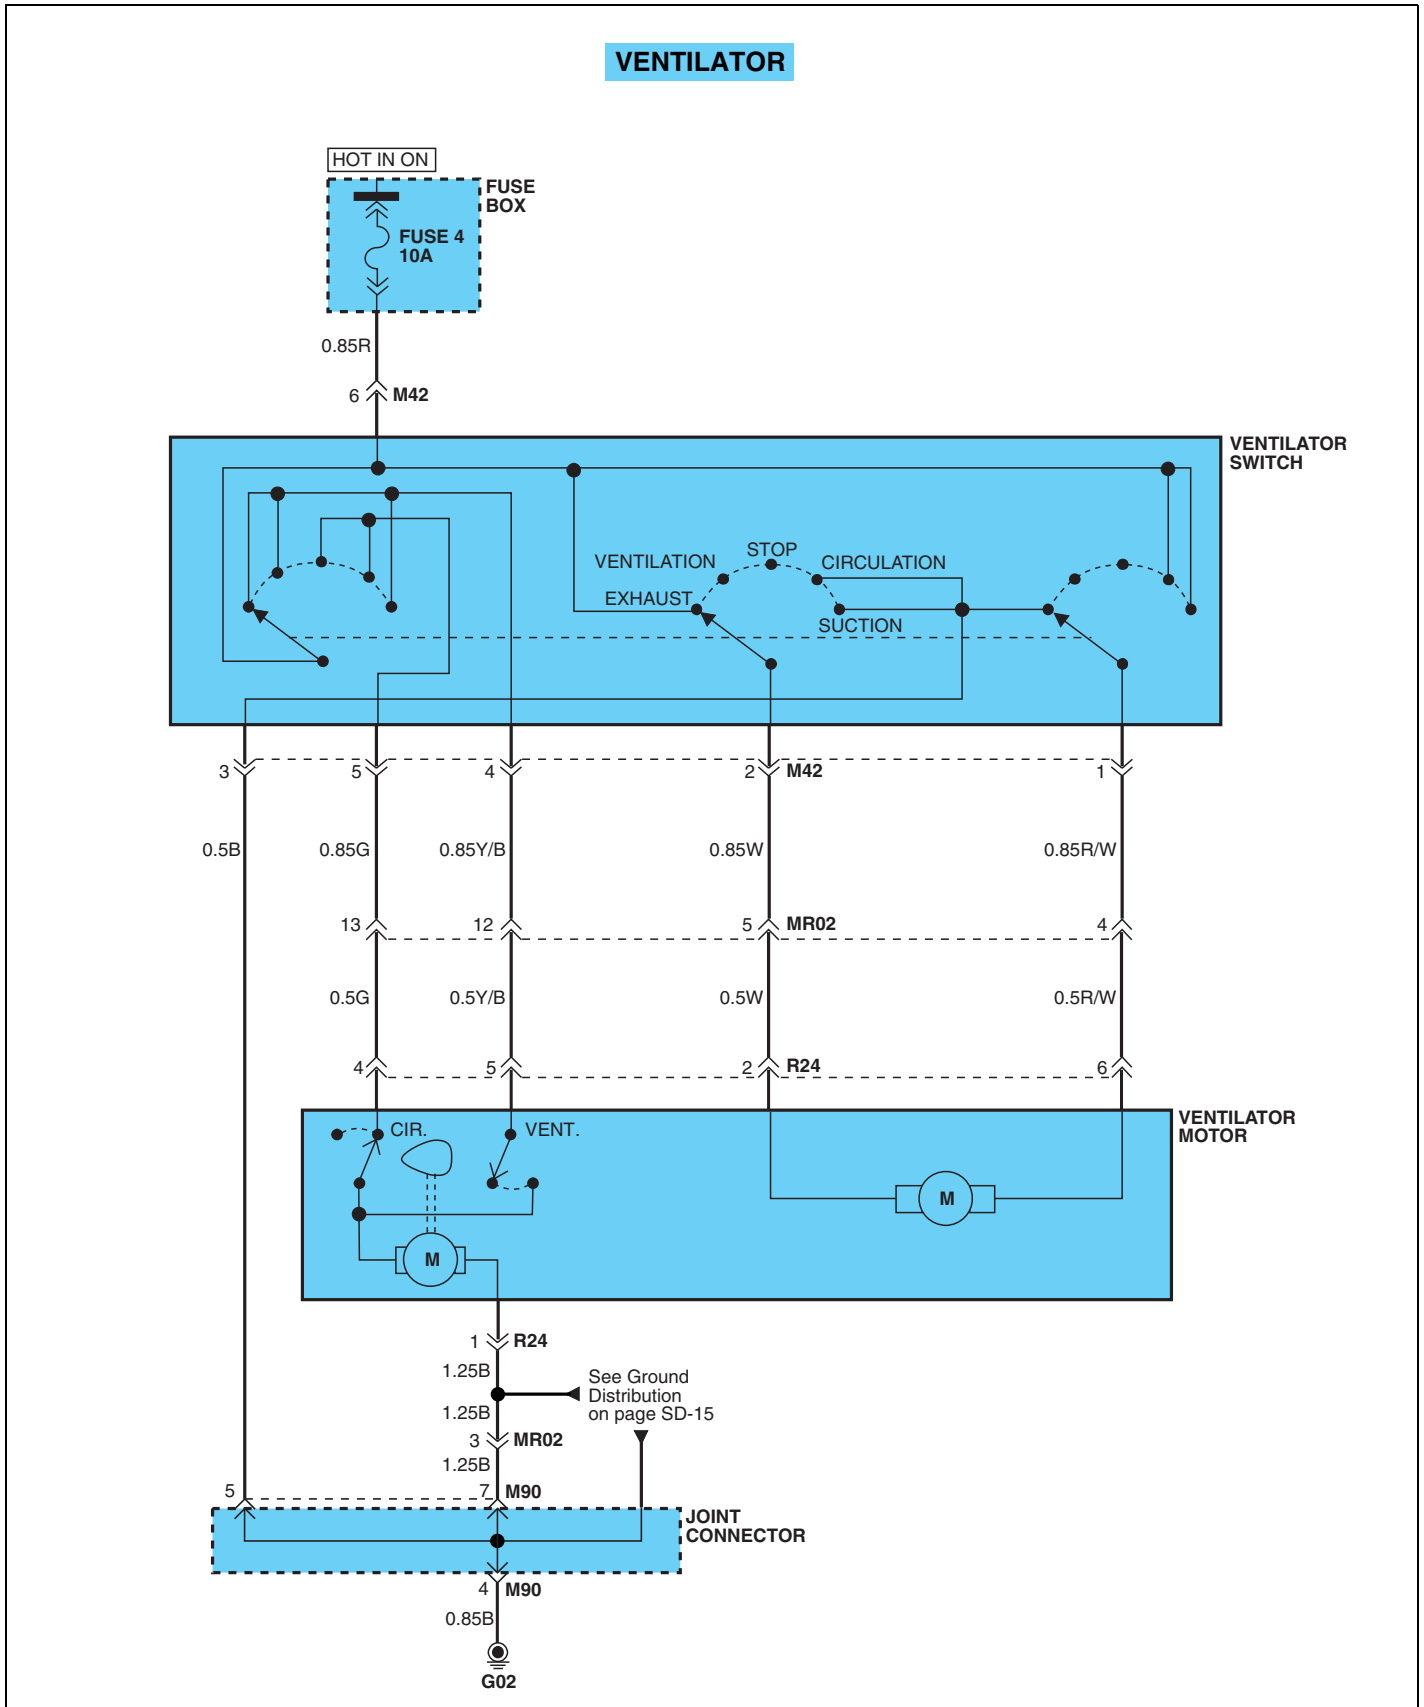 VENTILATOR
HOT IN ON
FUSE
BOX
FUSE 4
10A
0.85R
6 M42
VENTILATOR
SWITCH
VENTILATION
STOP
CIRCULATION
EXHAUST
SUCTION
3 5 4 2 M42 1
0.5B 0.85G 0.85Y/B 0.85W 0.85R/W
13 12 5 MR02 4
0.5G 0.5Y/B 0.5W 0.5R/W
4 5 2 R24 6
VENTILATOR
MOTOR
CIR. VENT.
M
M
1 R24
1.25B
See Ground
Distribution
on page SD-15
1.25B
3 MR02
1.25B
5 7 M90
JOINT
CONNECTOR
4 M90
0.85B
G02